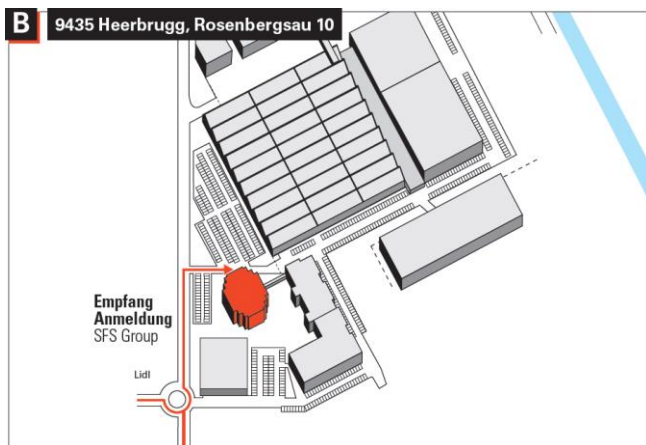 B 9435 Heerbrugg, Rosenbergsau 10
Empfang
Anmeldung
SFS Group
Lidl